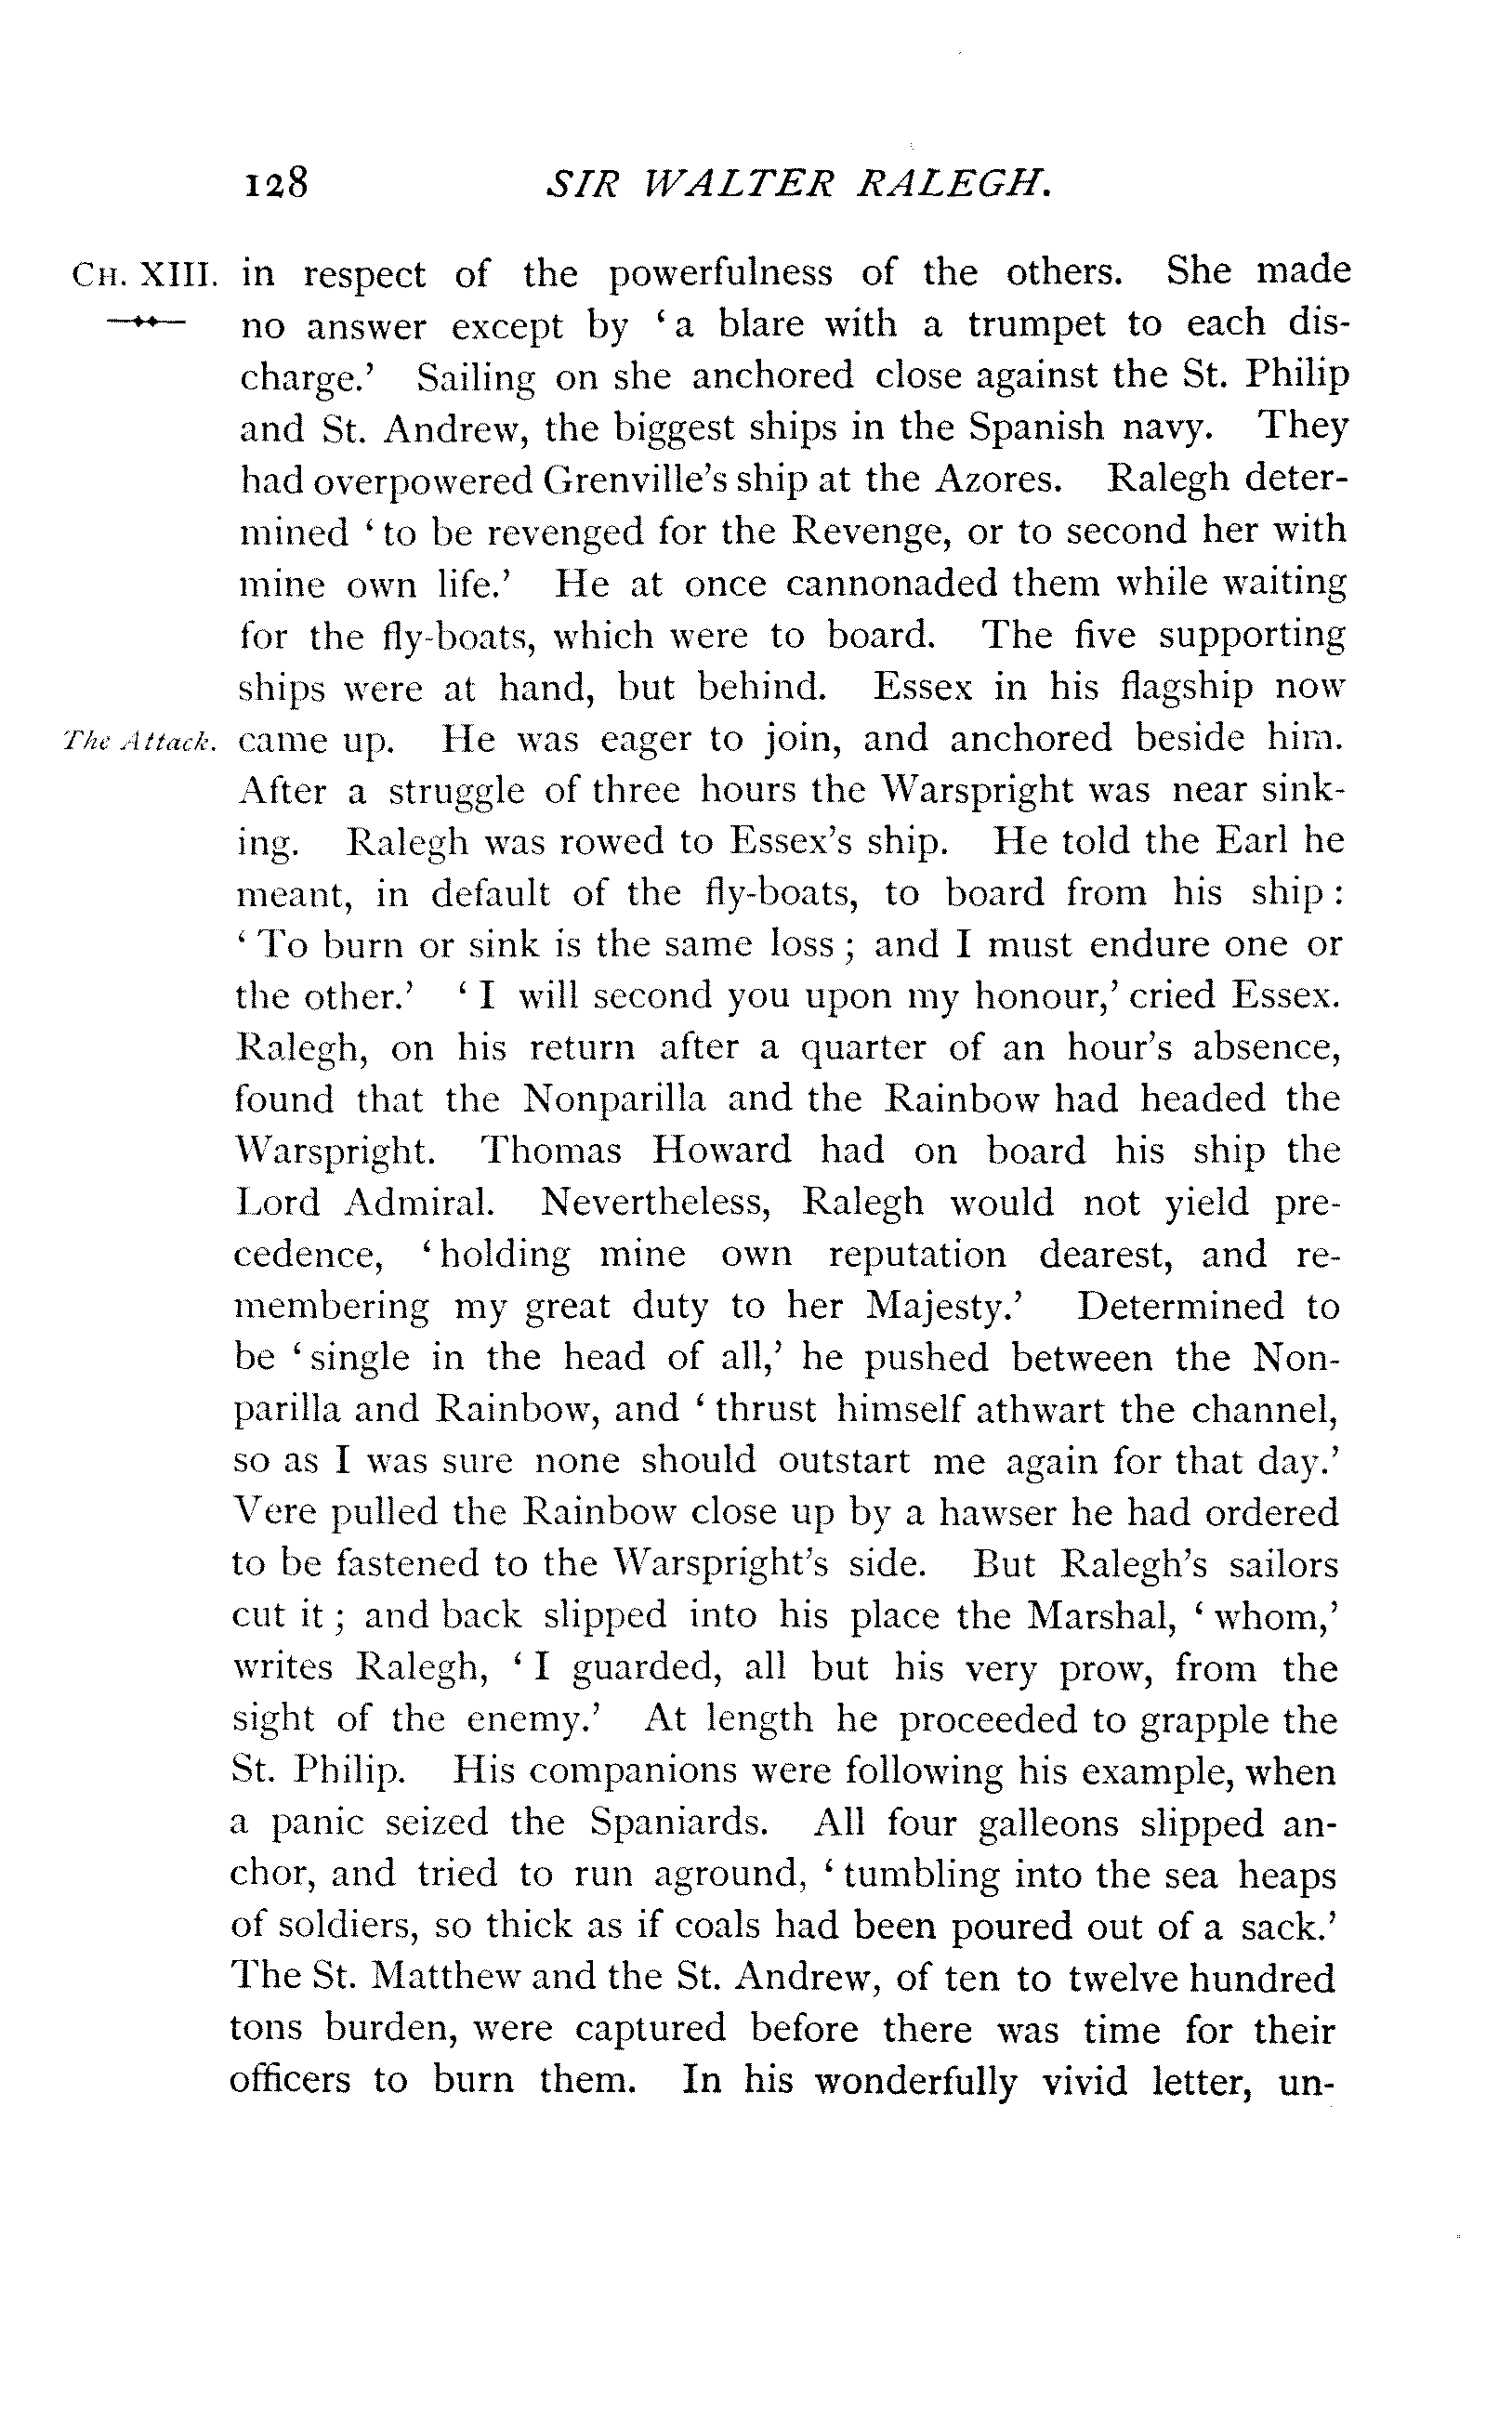 128 SIR WALTER RALEGH.
CH. XIII. in respect of the powerfulness of the others. She made
no answer except by ‘a blare with a trumpet to each dis-
charge.’ Sailing on she anchored close against the St. Philip
and St. Andrew, the biggest ships in the Spanish navy. They
had overpowered Grenville’s ship at the Azores. Ralegh deter-
mined ‘to be revenged for the Revenge, or to second her with
mine own life.’ He at once cannonaded them while waiting
for the fly-boats, which were to board. The five supporting
ships were at hand, but behind. Essex in his flagship now
The Attack. came up. He was eager to join, and anchored beside him.
After a struggle of three hours the Warspright was near sink-
ing. Ralegh was rowed to Essex’s ship. He told the Earl he
meant, in default of the fly-boats, to board from his ship:
‘To burn or sink is the same loss; and I must endure one or
the other.’ ‘I will second you upon my honour,’ cried Essex.
Ralegh, on his return after a quarter of an hour’s absence,
found that the Nonparilla and the Rainbow had headed the
Warspright. Thomas Howard had on board his ship the
Lord Admiral. Nevertheless, Ralegh would not yield pre-
cedence, ‘holding mine own reputation dearest, and re-
membering my great duty to her Majesty.’ Determined to
be ‘single in the head of all,’ he pushed between the Non-
parilla and Rainbow, and ‘thrust himself athwart the channel,
so as I was sure none should outstart me again for that day.’
Vere pulled the Rainbow close up by a hawser he had ordered
to be fastened to the Warspright’s side. But Ralegh’s sailors
cut it; and back slipped into his place the Marshal, ‘whom,’
writes Ralegh, ‘I guarded, all but his very prow, from the
sight of the enemy.’ At length he proceeded to grapple the
St. Philip. His companions were following his example, when
a panic seized the Spaniards. All four galleons slipped an-
chor, and tried to run aground, ‘tumbling into the sea heaps
of soldiers, so thick as if coals had been poured out of a sack.’
The St. Matthew and the St. Andrew, of ten to twelve hundred
tons burden, were captured before there was time for their
officers to burn them. In his wonderfully vivid letter, un-